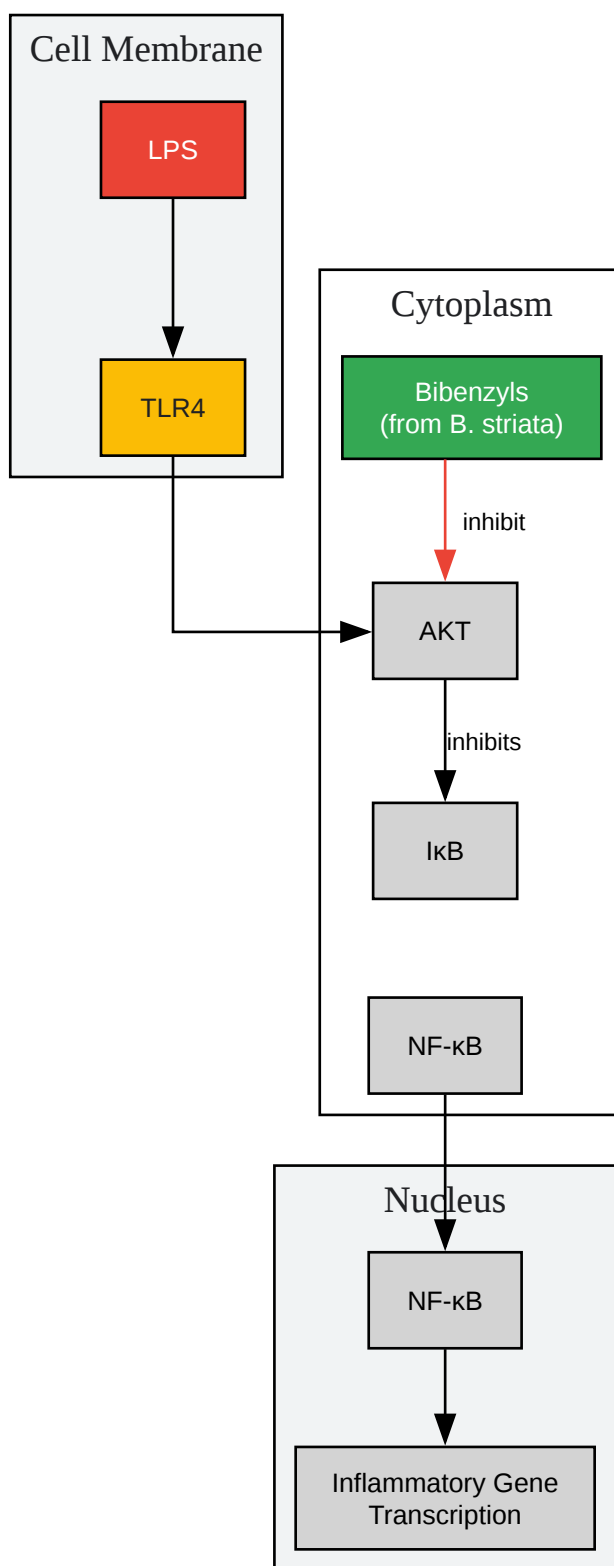 Cell Membrane
LPS
TLR4
Cytoplasm
Bibenzyls
(from B. striata)
inhibit
AKT
inhibits
IκB
NF-κB
Nucleus
NF-κB
Inflammatory Gene
Transcription